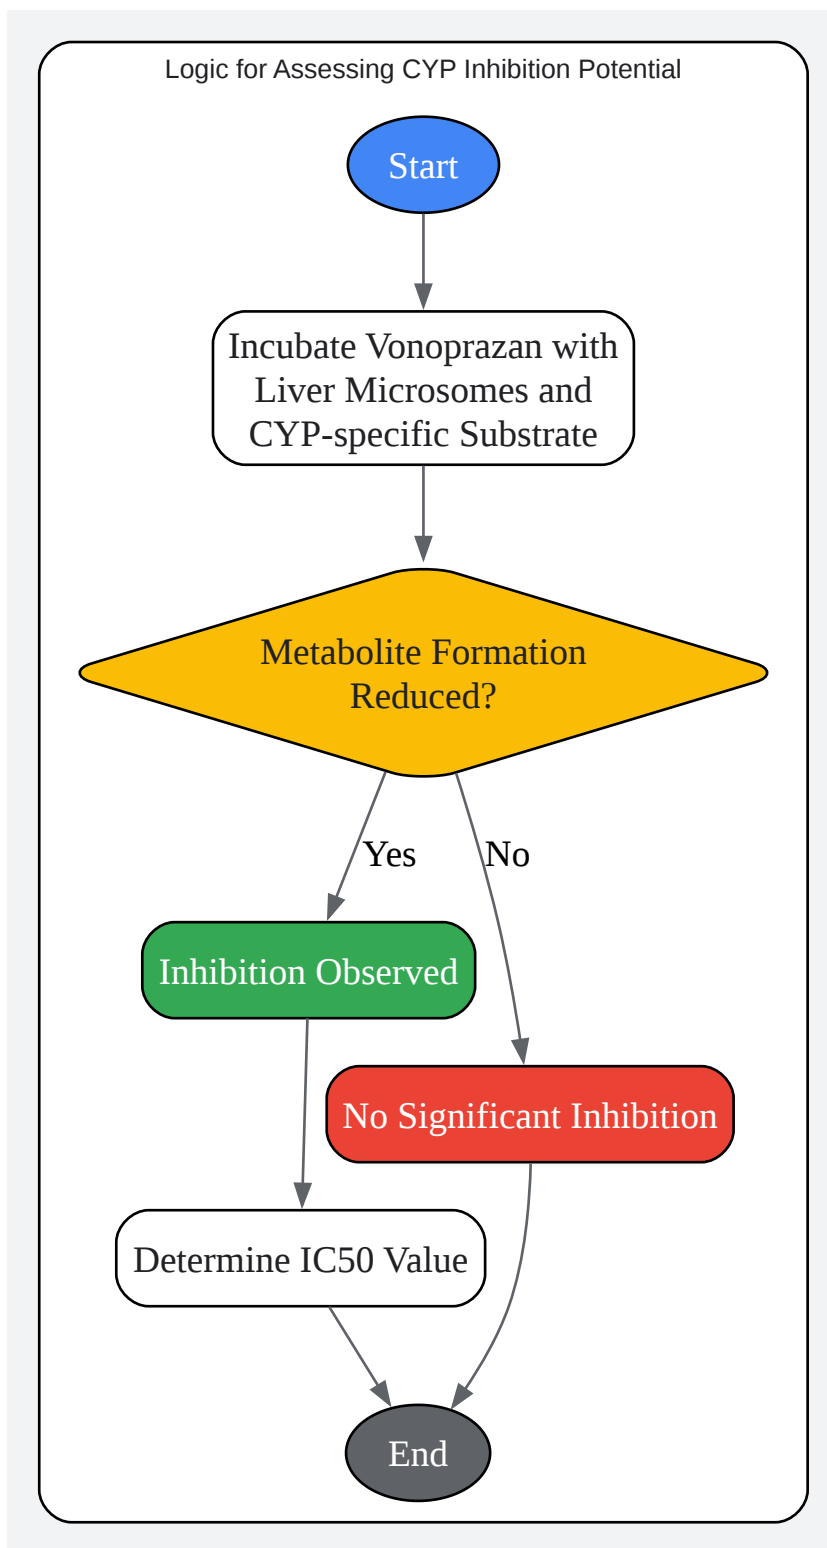 Logic for Assessing CYP Inhibition Potential
Start
Incubate Vonoprazan with
Liver Microsomes and
CYP-specific Substrate
Metabolite Formation
Reduced?
Yes
No
Inhibition Observed
No Significant Inhibition
Determine IC50 Value
End